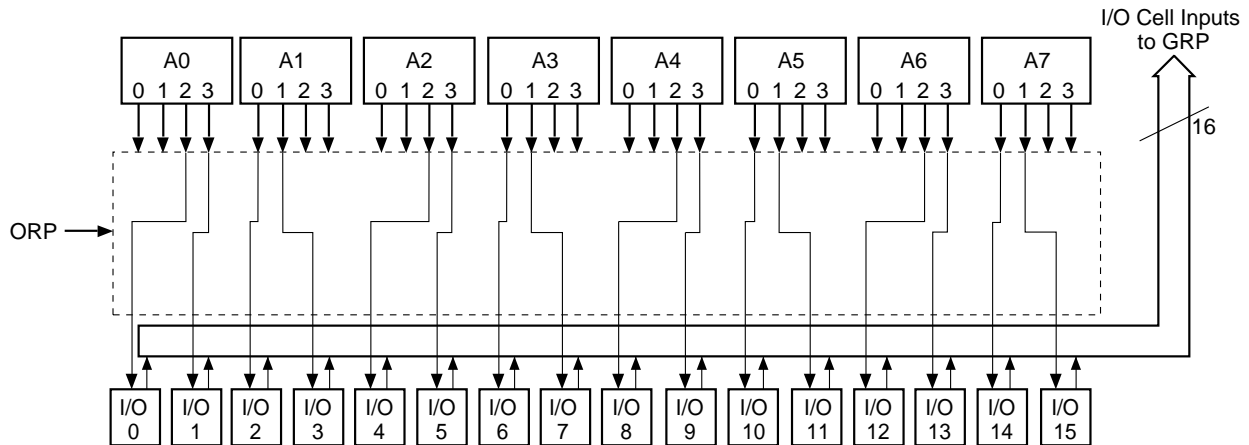 I/O Cell Inputs
to GRP
A0 A1 A2 A3 A4 A5 A6 A7
0 1 2 3 0 1 2 3 0 1 2 3 0 1 2 3 0 1 2 3 0 1 2 3 0 1 2 3 0 1 2 3
16
ORP
I/O I/O I/O I/O I/O I/O I/O I/O I/O I/O I/O I/O I/O I/O I/O I/O
0 1 2 3 4 5 6 7 8 9 10 11 12 13 14 15